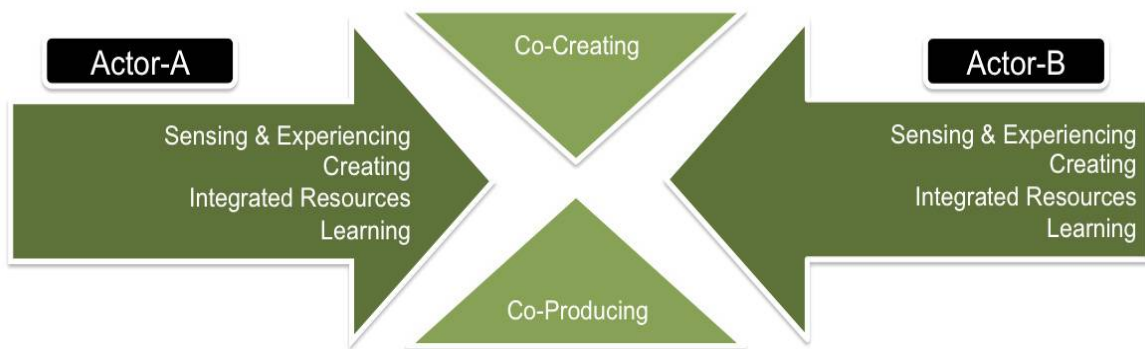 Actor-A
Sensing & Experiencing
Creating
Integrated Resources
Learning
Co-Creating
Co-Producing
Actor-B
Sensing & Experiencing
Creating
Integrated Resources
Learning